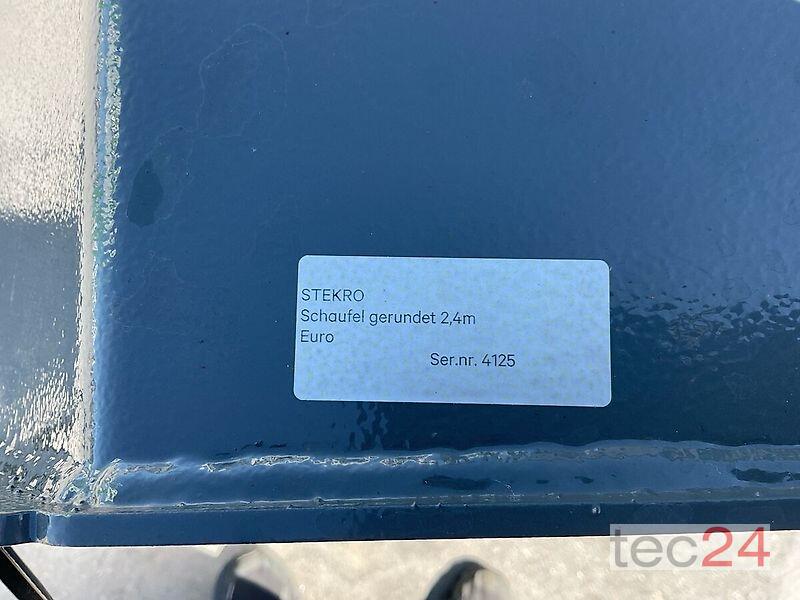 STEKRO
Schaufel gerundet 2,4m
Euro
Ser.nr. 4125
tec24